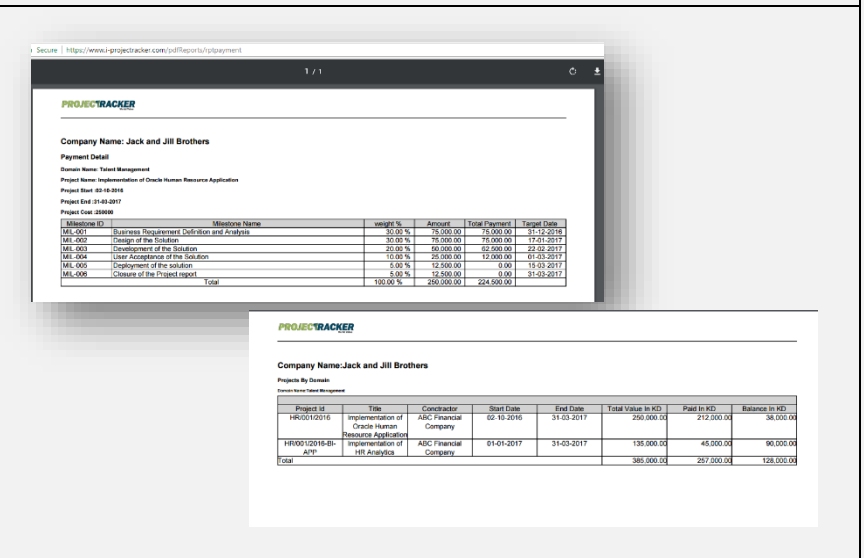 Secure | https://www.i-projectracker.com/pdfReports/rptpayment
1 / 1
PROJECTRACKER
Company Name: Jack and Jill Brothers
Payment Detail
Domain Name: Talent Management
Project Name: Implementation of Oracle Human Resource Application
Project Start :02-10-2016
Project End :31-03-2017
Project Cost :250000
Milestone ID Milestone Name weight % Amount Total Payment Target Date
MIL-001 Business Requirement Definition and Analysis 30.00 % 75,000.00 75,000.00 31-12-2016
MIL-002 Design of the Solution 30.00 % 75,000.00 75,000.00 17-01-2017
MIL-003 Development of the Solution 20.00 % 50,000.00 62,500.00 22-02-2017
MIL-004 User Acceptance of the Solution 10.00 % 25,000.00 12,000.00 01-03-2017
MIL-005 Deployment of the solution 5.00 % 12,500.00 0.00 15-03-2017
MIL-006 Closure of the Project report 5.00 % 12,500.00 0.00 31-03-2017
Total 100.00 % 250,000.00 224,500.00
PROJECTRACKER
Company Name:Jack and Jill Brothers
Projects By Domain
Domain Name Talent Management
Project Id Title Conctractor Start Date End Date Total Value In KD Paid In KD Balance In KD
HR/001/2016 Implementation of ABC Financial 02-10-2016 31-03-2017 250,000.00 212,000.00 38,000.00
Oracle Human Company
Resource Application
HR/001/2016-BI- Implementation of ABC Financial 01-01-2017 31-03-2017 135,000.00 45,000.00 90,000.00
APP HR Analytics Company
Total 385,000.00 257,000.00 128,000.00